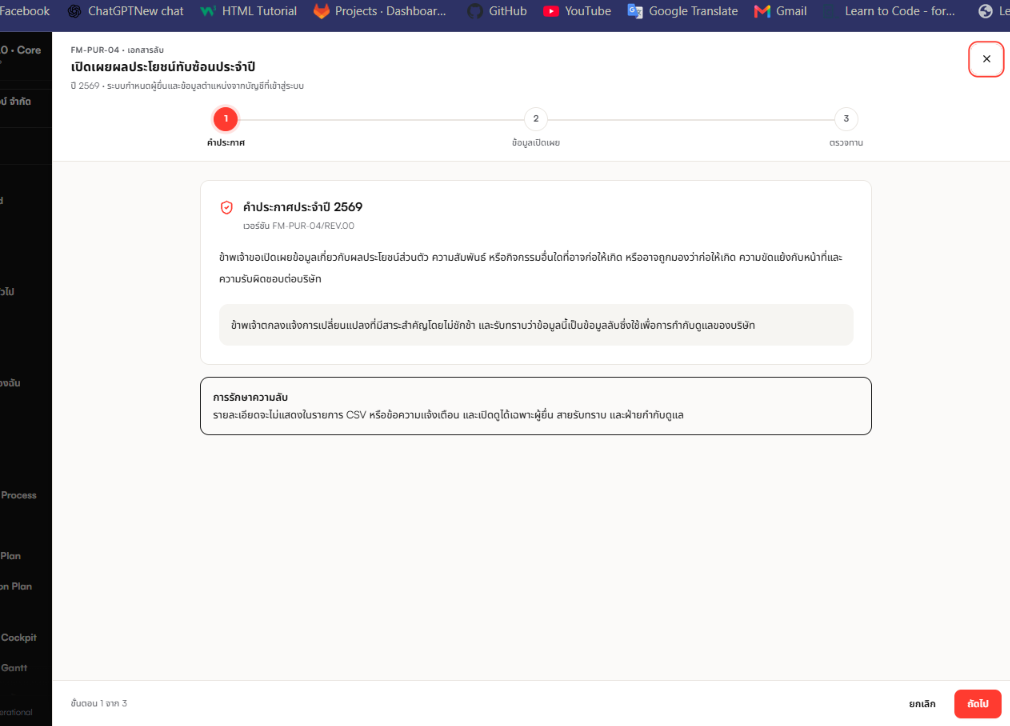 Facebook
ChatGPTNew chat
HTML Tutorial
Projects · Dashboar...
GitHub
YouTube
Google Translate
Gmail
Learn to Code - for...
Le
.0 • Core
จำกัด
Process
Plan
on Plan
Cockpit
Gantt
erational
FM-PUR-04 • เอกสารลับ
เปิดเผยผลประโยชน์ทับซ้อนประจำปี
ปี 2569 • ระบบกำหนดผู้ยื่นและข้อมูลตำแหน่งจากบัญชีที่เข้าสู่ระบบ
1
2
3
คำประกาศ
ข้อมูลเปิดเผย
ตรวจทาน
คำประกาศประจำปี 2569
เวอร์ชัน FM-PUR-04/REV.00
ข้าพเจ้าขอเปิดเผยข้อมูลเกี่ยวกับผลประโยชน์ส่วนตัว ความสัมพันธ์ หรือกิจกรรมอื่นใดที่อาจก่อให้เกิด หรืออาจถูกมองว่าก่อให้เกิด ความขัดแย้งกับหน้าที่และ
ความรับผิดชอบต่อบริษัท
ข้าพเจ้าตกลงแจ้งการเปลี่ยนแปลงที่มีสาระสำคัญโดยไม่ชักช้า และรับทราบว่าข้อมูลนี้เป็นข้อมูลลับซึ่งใช้เพื่อการกำกับดูแลของบริษัท
การรักษาความลับ
รายละเอียดจะไม่แสดงในรายการ CSV หรือข้อความแจ้งเตือน และเปิดดูได้เฉพาะผู้ยื่น สายรับทราบ และฝ่ายกำกับดูแล
ขั้นตอน 1 จาก 3
ยกเลิก
ถัดไป